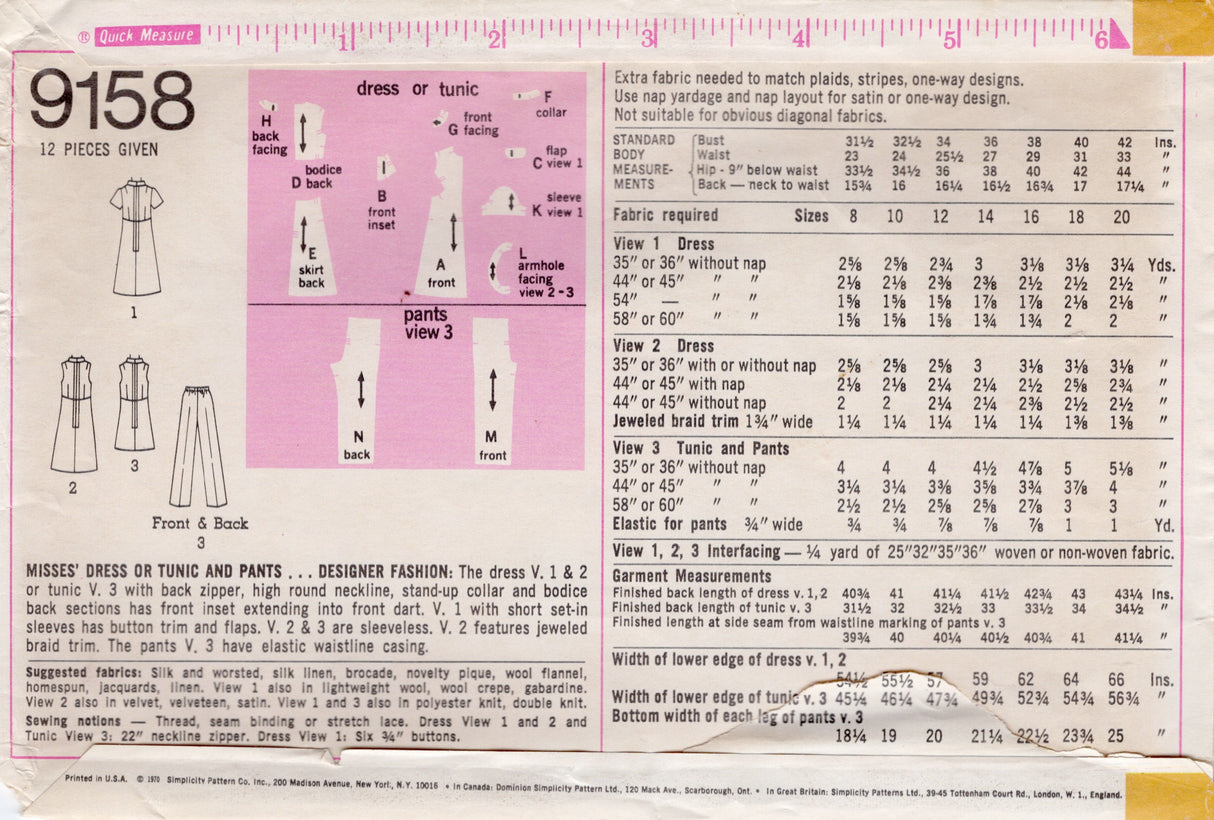 ® Quick Measure 1 2 3 4 5 6
9158
12 PIECES GIVEN
1
2
3
Front & Back
3
dress or tunic
H
back
facing
D bodice
back
E
skirt
back
B
front
inset
G front
facing
A
front
F
collar
flap
C view 1
sleeve
K view 1
L
armhole
facing
view 2 - 3
pants
view 3
N
back
M
front
MISSES' DRESS OR TUNIC AND PANTS . . . DESIGNER FASHION: The dress V. 1 & 2
or tunic V. 3 with back zipper, high round neckline, stand-up collar and bodice
back sections has front inset extending into front dart. V. 1 with short set-in
sleeves has button trim and flaps. V. 2 & 3 are sleeveless. V. 2 features jeweled
braid trim. The pants V. 3 have elastic waistline casing.
Suggested fabrics: Silk and worsted, silk linen, brocade, novelty pique, wool flannel,
homespun, jacquards, linen. View 1 also in lightweight wool, wool crepe, gabardine.
View 2 also in velvet, velveteen, satin. View 1 and 3 also in polyester knit, double knit.
Sewing notions — Thread, seam binding or stretch lace. Dress View 1 and 2 and
Tunic View 3: 22" neckline zipper. Dress View 1: Six ¾" buttons.
Extra fabric needed to match plaids, stripes, one-way designs.
Use nap yardage and nap layout for satin or one-way design.
Not suitable for obvious diagonal fabrics.
STANDARD Bust 31½ 32½ 34 36 38 40 42 Ins.
BODY Waist 23 24 25½ 27 29 31 33 "
MEASURE- Hip - 9" below waist 33½ 34½ 36 38 40 42 44 "
MENTS Back — neck to waist 15¾ 16 16¼ 16½ 16¾ 17 17¼ "
Fabric required Sizes 8 10 12 14 16 18 20
View 1 Dress
35" or 36" without nap 2⅝ 2⅝ 2¾ 3 3⅛ 3⅛ 3¼ Yds.
44" or 45" " " 2⅛ 2⅛ 2⅜ 2⅜ 2½ 2½ 2½ "
54" — " " 1⅝ 1⅝ 1⅝ 1⅞ 1⅞ 2⅛ 2⅛ "
58" or 60" " " 1⅝ 1⅝ 1⅝ 1¾ 1¾ 2 2 "
View 2 Dress
35" or 36" with or without nap 2⅝ 2⅝ 2⅝ 3 3⅛ 3⅛ 3⅛ "
44" or 45" with nap 2⅛ 2⅛ 2¼ 2¼ 2½ 2⅝ 2¾ "
44" or 45" without nap 2 2 2¼ 2¼ 2⅜ 2½ 2½ "
Jeweled braid trim 1¾" wide 1¼ 1¼ 1¼ 1¼ 1¼ 1⅜ 1⅜ "
View 3 Tunic and Pants
35" or 36" without nap 4 4 4 4½ 4⅞ 5 5⅛ "
44" or 45" " " 3¼ 3¼ 3⅜ 3⅝ 3¾ 3⅞ 4 "
58" or 60" " " 2½ 2½ 2⅝ 2⅝ 2⅞ 3 3 "
Elastic for pants ¾" wide ¾ ¾ ⅞ ⅞ ⅞ 1 1 Yd.
View 1, 2, 3 Interfacing — ¼ yard of 25"32"35"36" woven or non-woven fabric.
Garment Measurements
Finished back length of dress v. 1, 2 40¾ 41 41¼ 41½ 42¾ 43 43¼ Ins.
Finished back length of tunic v. 3 31½ 32 32½ 33 33½ 34 34½ "
Finished length at side seam from waistline marking of pants v. 3
39¾ 40 40¼ 40½ 40¾ 41 41¼ "
Width of lower edge of dress v. 1, 2
54½ 55½ 57 59 62 64 66 Ins.
Width of lower edge of tunic v. 3 45¼ 46¼ 47¾ 49¾ 52¾ 54¾ 56¾ "
Bottom width of each leg of pants v. 3
18¼ 19 20 21¼ 22½ 23¾ 25 "
Printed in U.S.A. © 1970 Simplicity Pattern Co. Inc., 200 Madison Avenue, New York, N.Y. 10016 • In Canada: Dominion Simplicity Pattern Ltd., 120 Mack Ave., Scarborough, Ont. • In Great Britain: Simplicity Patterns Ltd., 39-45 Tottenham Court Rd., London, W. 1., England.